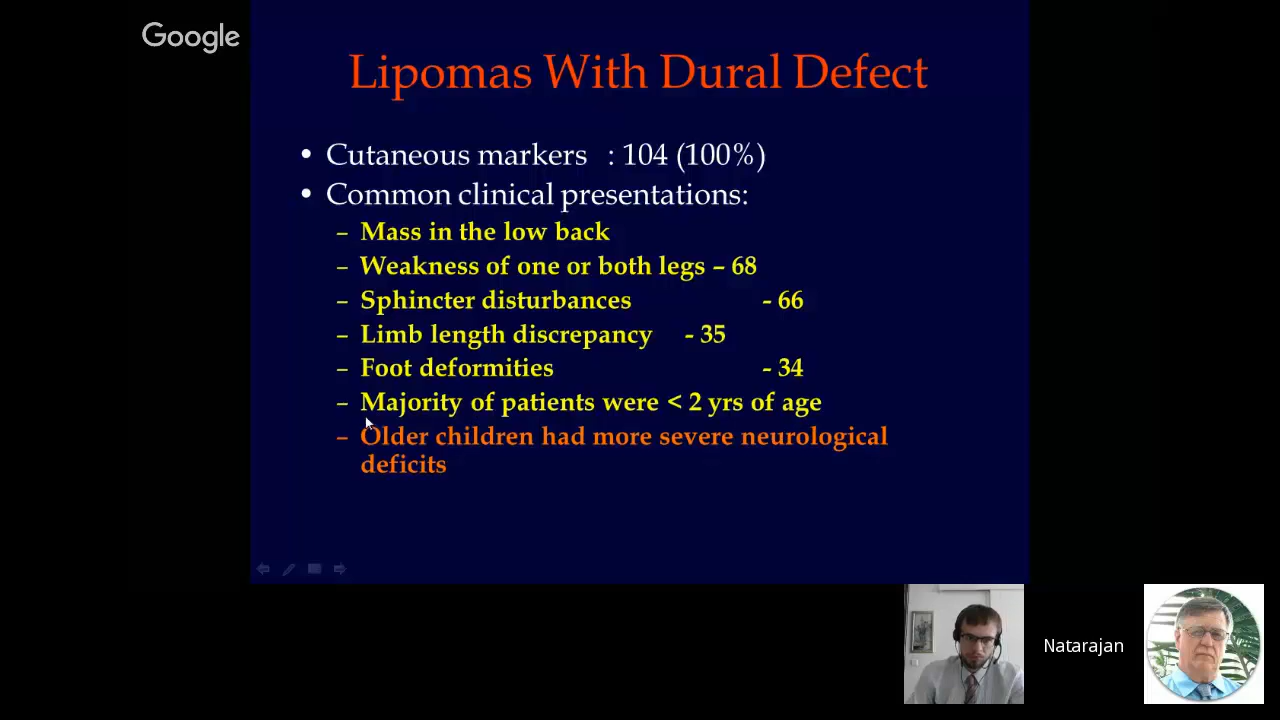 Google
Lipomas With Dural Defect
• Cutaneous markers : 104 (100%)
• Common clinical presentations:
– Mass in the low back
– Weakness of one or both legs – 68
– Sphincter disturbances - 66
– Limb length discrepancy - 35
– Foot deformities - 34
– Majority of patients were < 2 yrs of age
– Older children had more severe neurological
deficits
Natarajan